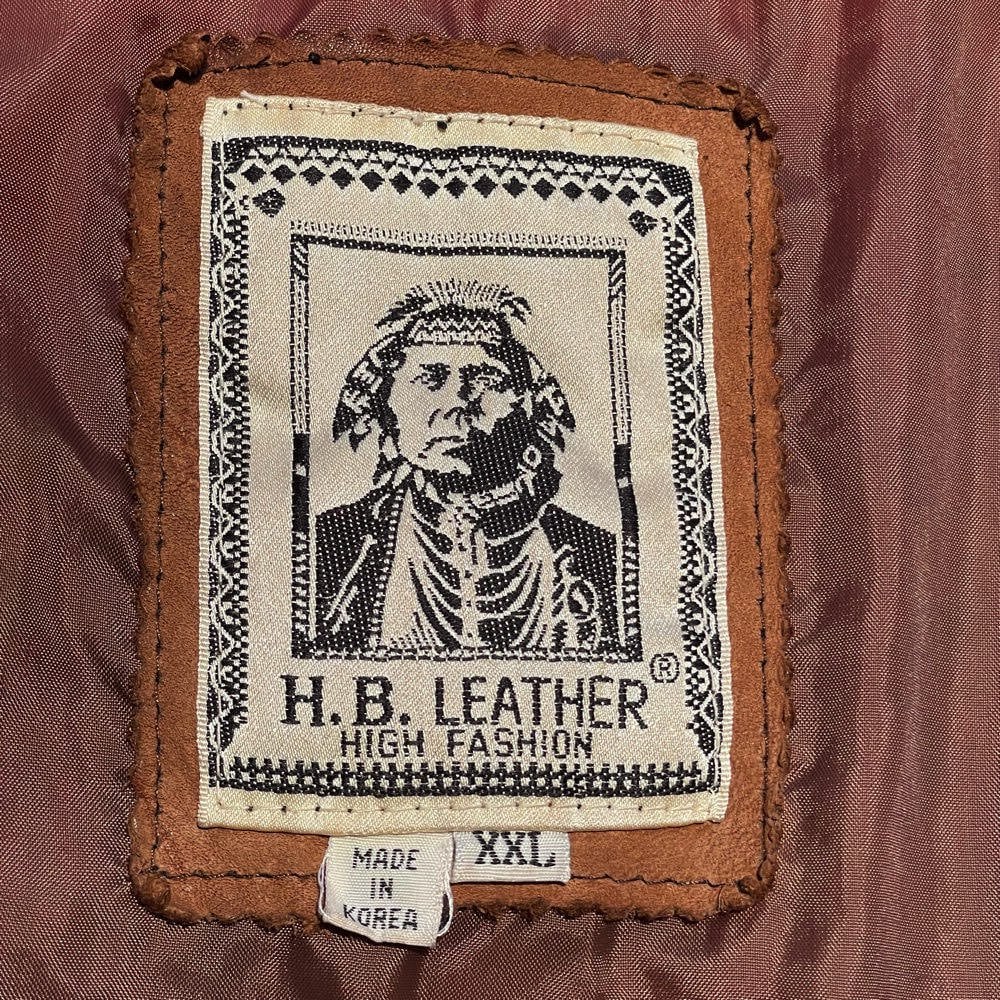 H.B. LEATHER®
HIGH FASHION
XXL
MADE
IN
KOREA